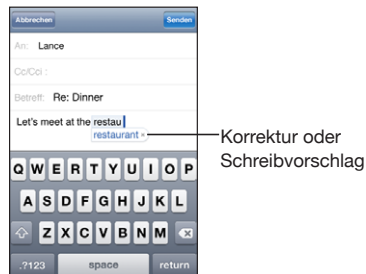 Abbrechen Senden
An: Lance
Cc/Cci :
Betreff: Re: Dinner
Let's meet at the restau
restaurant ×
Korrektur oder
Schreibvorschlag
Q W E R T Y U I O P
A S D F G H J K L
Z X C V B N M
.?123 space return